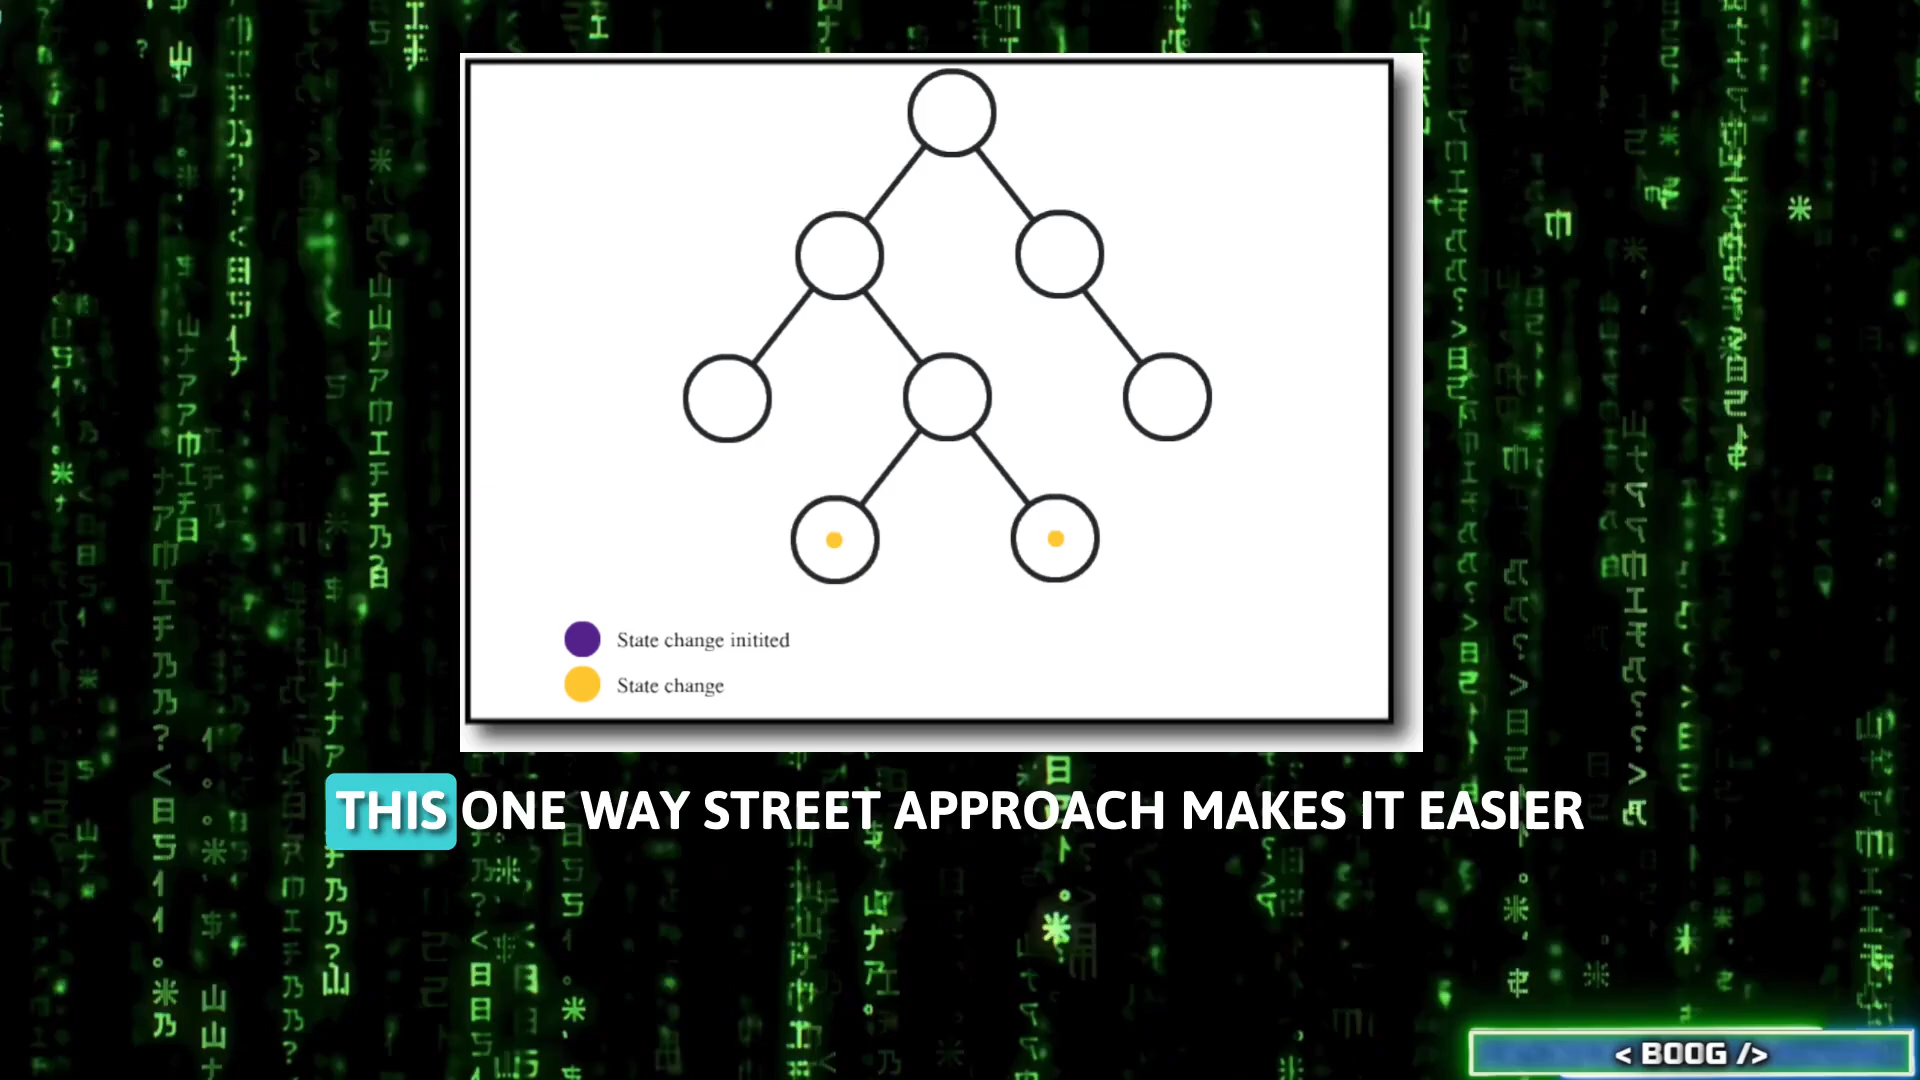 State change initited
State change
THIS ONE WAY STREET APPROACH MAKES IT EASIER
< BOOG />